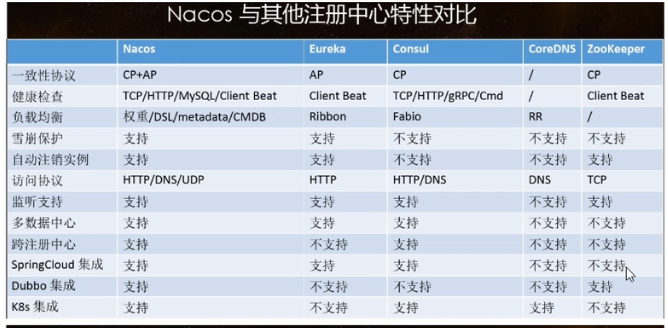 Nacos 与其他注册中心特性对比
Nacos Eureka Consul CoreDNS ZooKeeper
一致性协议 CP+AP AP CP / CP
健康检查 TCP/HTTP/MySQL/Client Beat Client Beat TCP/HTTP/gRPC/Cmd / Client Beat
负载均衡 权重/DSL/metadata/CMDB Ribbon Fabio RR /
雪崩保护 支持 支持 不支持 不支持 不支持
自动注销实例 支持 支持 不支持 不支持 支持
访问协议 HTTP/DNS/UDP HTTP HTTP/DNS DNS TCP
监听支持 支持 支持 支持 不支持 支持
多数据中心 支持 支持 支持 不支持 不支持
跨注册中心 支持 不支持 支持 不支持 不支持
SpringCloud 集成 支持 支持 支持 不支持 不支持
Dubbo 集成 支持 不支持 不支持 不支持 支持
K8s 集成 支持 不支持 支持 支持 不支持